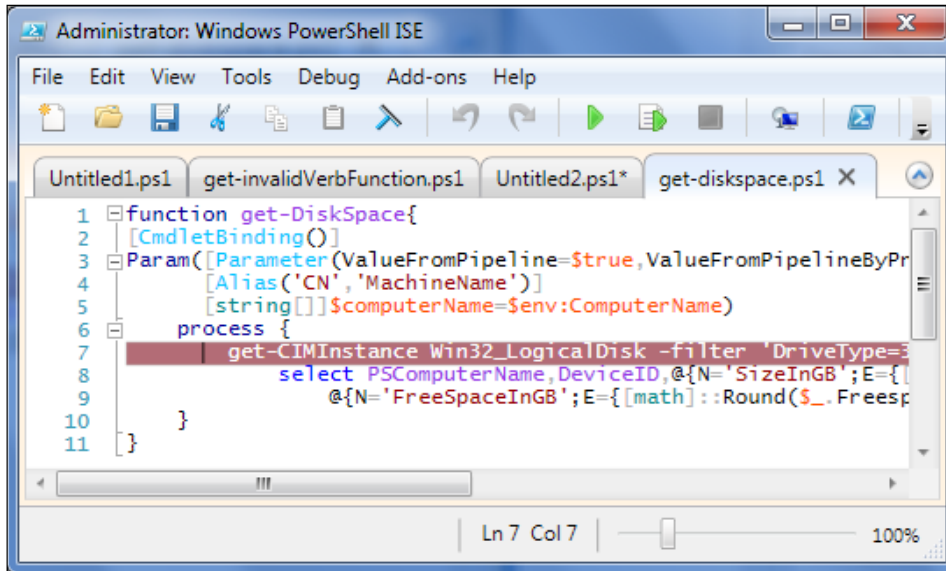 Administrator: Windows PowerShell ISE
File Edit View Tools Debug Add-ons Help
Untitled1.ps1 get-invalidVerbFunction.ps1 Untitled2.ps1* get-diskspace.ps1
1 function get-DiskSpace{
2 [CmdletBinding()]
3 Param([Parameter(ValueFromPipeline=$true,ValueFromPipelineByPr
4 [Alias('CN','MachineName')]
5 [string[]]$computerName=$env:ComputerName)
6 process {
7 get-CIMInstance Win32_LogicalDisk -filter 'DriveType=3
8 select PSComputerName,DeviceID,@{N='SizeInGB';E={[
9 @{N='FreeSpaceInGB';E={[math]::Round($_.Freesp
10 }
11 }
Ln 7 Col 7 100%